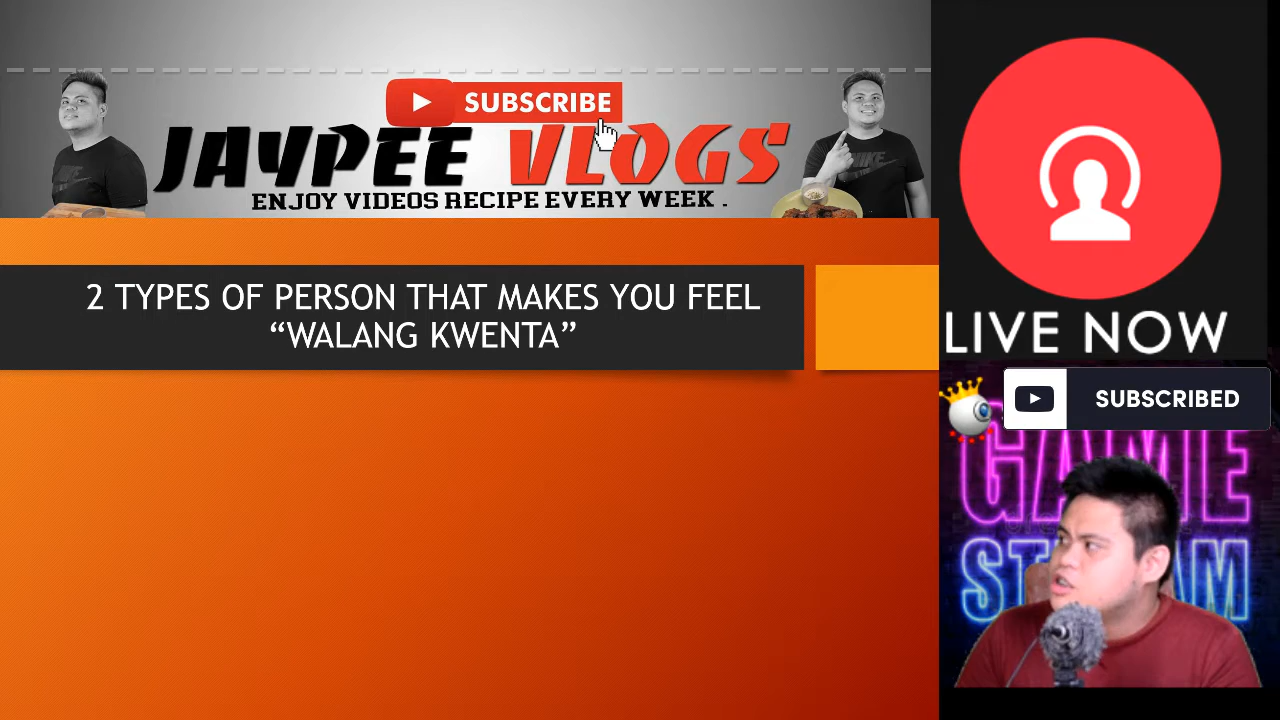 SUBSCRIBE
JAYPEE VLOGS
ENJOY VIDEOS RECIPE EVERY WEEK .
2 TYPES OF PERSON THAT MAKES YOU FEEL
“WALANG KWENTA”
LIVE NOW
SUBSCRIBED
GAME